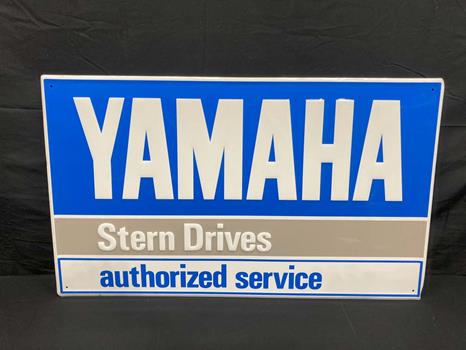 YAMAHA
Stern Drives
authorized service